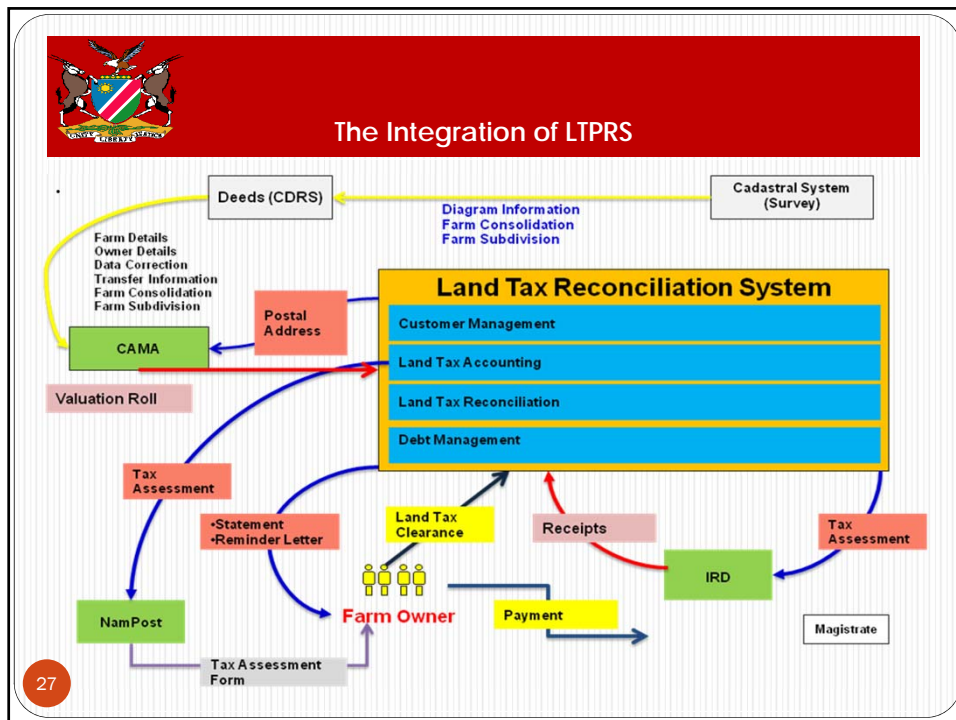 The Integration of LTPRS
UNITY LIBERTY JUSTICE
.
Deeds (CDRS)
Cadastral System
(Survey)
Diagram Information
Farm Consolidation
Farm Subdivision
Farm Details
Owner Details
Data Correction
Transfer Information
Farm Consolidation
Farm Subdivision
Postal
Address
CAMA
Valuation Roll
Land Tax Reconciliation System
Customer Management
Land Tax Accounting
Land Tax Reconciliation
Debt Management
Tax
Assessment
•Statement
•Reminder Letter
Land Tax
Clearance
Receipts
Tax
Assessment
IRD
Farm Owner
Payment
NamPost
Magistrate
Tax Assessment
Form
27